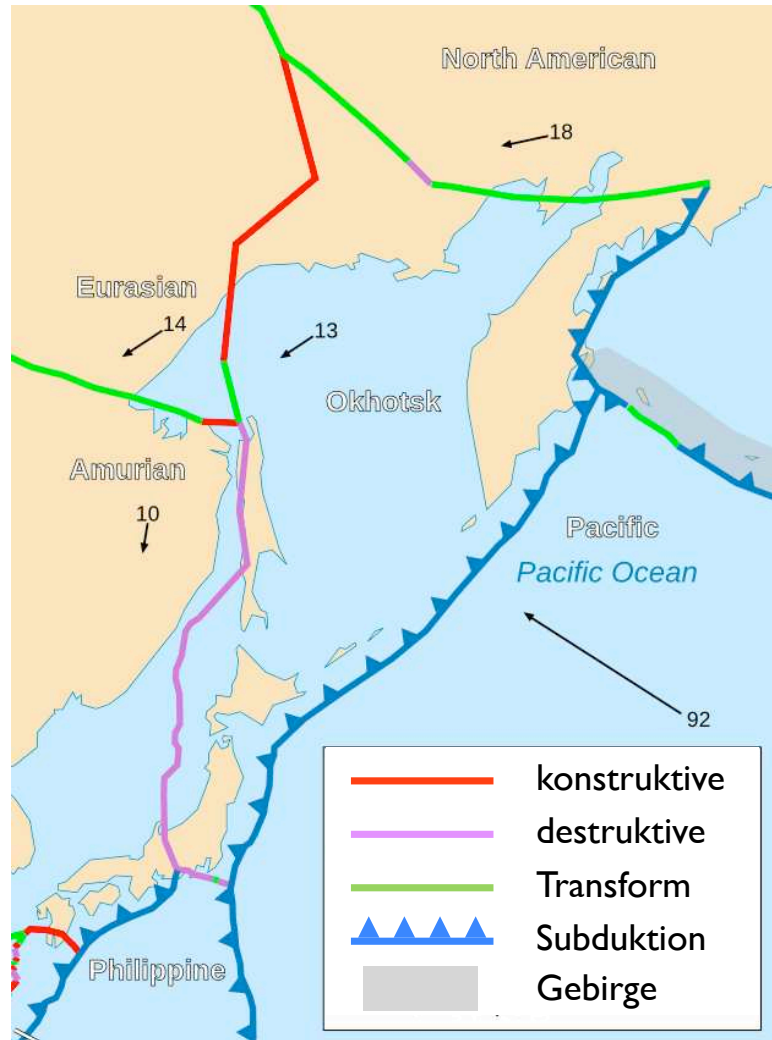 North American
18
Eurasian
14
13
Okhotsk
Amurian
10
Pacific
Pacific Ocean
92
konstruktive
destruktive
Transform
Subduktion
Gebirge
Philippine